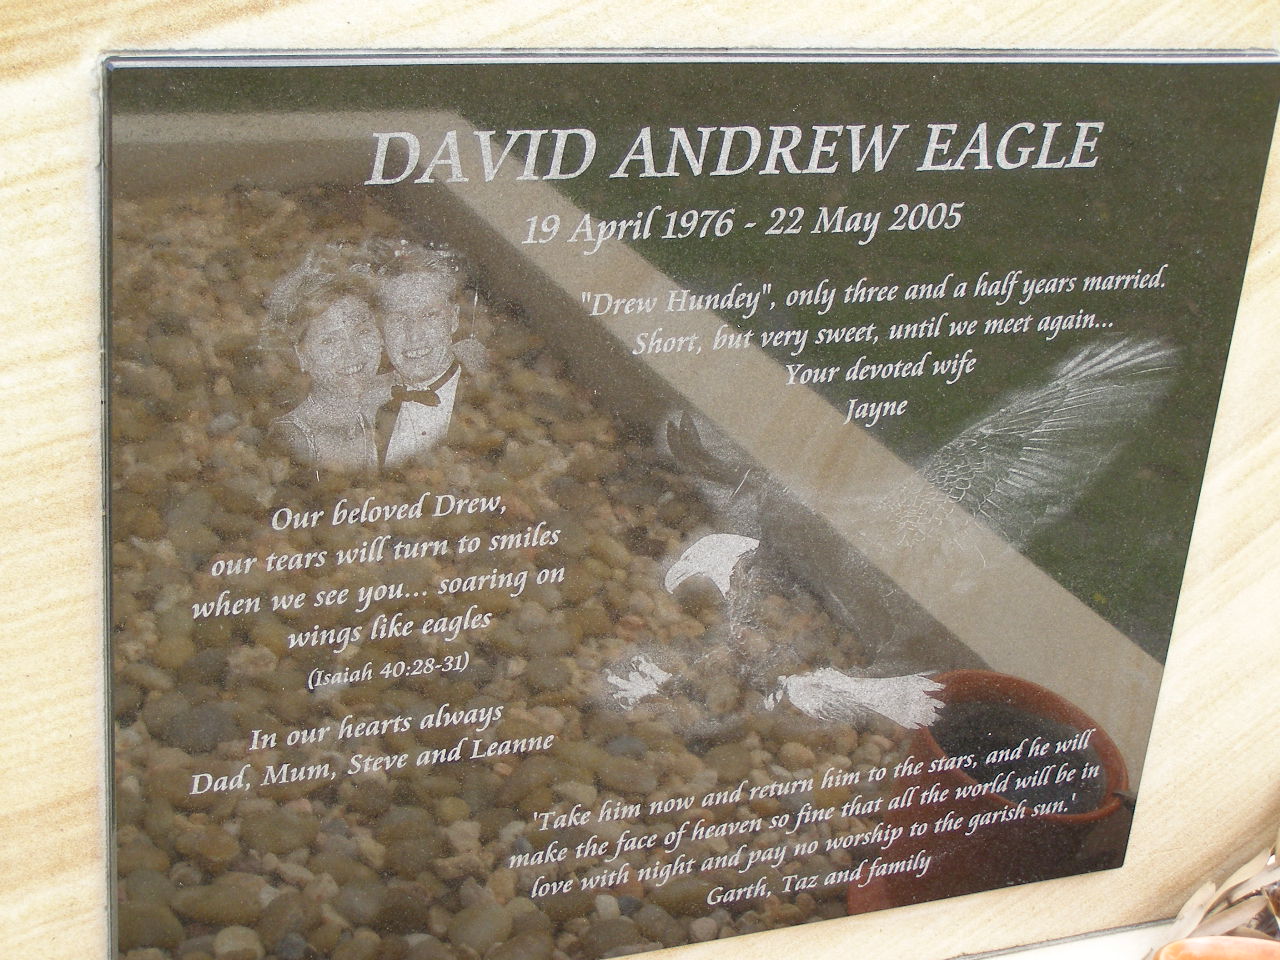 DAVID ANDREW EAGLE
19 April 1976 - 22 May 2005
"Drew Hundey", only three and a half years married.
Short, but very sweet, until we meet again...
Your devoted wife
Jayne
Our beloved Drew,
our tears will turn to smiles
when we see you... soaring on
wings like eagles
(Isaiah 40:28-31)
In our hearts always
Dad, Mum, Steve and Leanne
'Take him now and return him to the stars, and he will
make the face of heaven so fine that all the world will be in
love with night and pay no worship to the garish sun.'
Garth, Taz and family